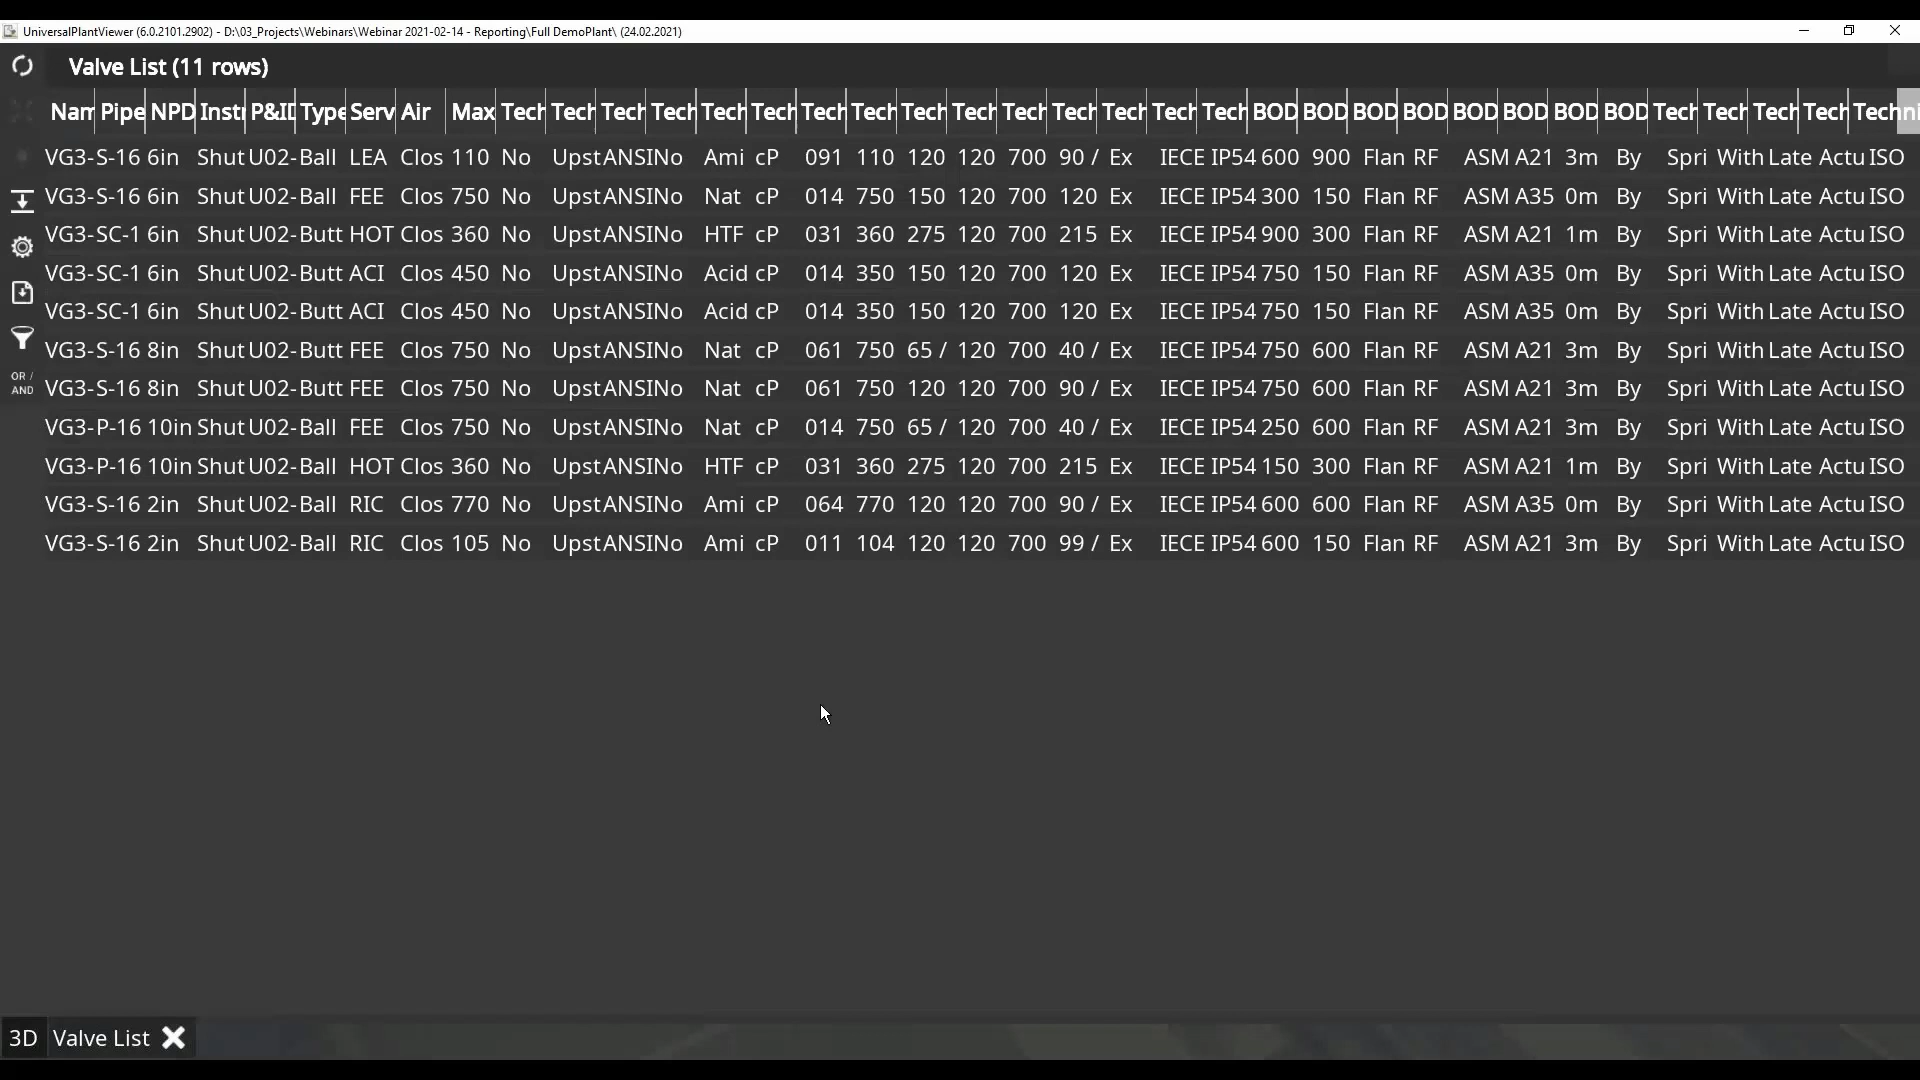 UniversalPlantViewer (6.0.2101.2902) - D:\03_Projects\Webinars\Webinar 2021-02-14 - Reporting\Full DemoPlant\ (24.02.2021)
Valve List (11 rows)
Nam Pipe NPD Instr P&ID Type Serv Air Max Tech Tech Tech Tech Tech Tech Tech Tech Tech Tech Tech Tech Tech Tech Tech BOD BOD BOD BOD BOD BOD BOD BOD Tech Tech Tech Tech Techni
VG3- S-16 6in Shut U02- Ball LEA Clos 110 No Upst ANSI No Ami cP 091 110 120 120 700 90 / Ex IECE IP54 600 900 Flan RF ASM A21 3m By Spri With Late Actu ISO
VG3- S-16 6in Shut U02- Ball FEE Clos 750 No Upst ANSI No Nat cP 014 750 150 120 700 120 Ex IECE IP54 300 150 Flan RF ASM A35 0m By Spri With Late Actu ISO
VG3- SC-1 6in Shut U02- Butt HOT Clos 360 No Upst ANSI No HTF cP 031 360 275 120 700 215 Ex IECE IP54 900 300 Flan RF ASM A21 1m By Spri With Late Actu ISO
VG3- SC-1 6in Shut U02- Butt ACI Clos 450 No Upst ANSI No Acid cP 014 350 150 120 700 120 Ex IECE IP54 750 150 Flan RF ASM A35 0m By Spri With Late Actu ISO
VG3- SC-1 6in Shut U02- Butt ACI Clos 450 No Upst ANSI No Acid cP 014 350 150 120 700 120 Ex IECE IP54 750 150 Flan RF ASM A35 0m By Spri With Late Actu ISO
OR / AND
VG3- S-16 8in Shut U02- Butt FEE Clos 750 No Upst ANSI No Nat cP 061 750 65 / 120 700 40 / Ex IECE IP54 750 600 Flan RF ASM A21 3m By Spri With Late Actu ISO
VG3- S-16 8in Shut U02- Butt FEE Clos 750 No Upst ANSI No Nat cP 061 750 120 120 700 90 / Ex IECE IP54 750 600 Flan RF ASM A21 3m By Spri With Late Actu ISO
VG3- P-16 10in Shut U02- Ball FEE Clos 750 No Upst ANSI No Nat cP 014 750 65 / 120 700 40 / Ex IECE IP54 250 600 Flan RF ASM A21 3m By Spri With Late Actu ISO
VG3- P-16 10in Shut U02- Ball HOT Clos 360 No Upst ANSI No HTF cP 031 360 275 120 700 215 Ex IECE IP54 150 300 Flan RF ASM A21 1m By Spri With Late Actu ISO
VG3- S-16 2in Shut U02- Ball RIC Clos 770 No Upst ANSI No Ami cP 064 770 120 120 700 90 / Ex IECE IP54 600 600 Flan RF ASM A35 0m By Spri With Late Actu ISO
VG3- S-16 2in Shut U02- Ball RIC Clos 105 No Upst ANSI No Ami cP 011 104 120 120 700 99 / Ex IECE IP54 600 150 Flan RF ASM A21 3m By Spri With Late Actu ISO
3D Valve List